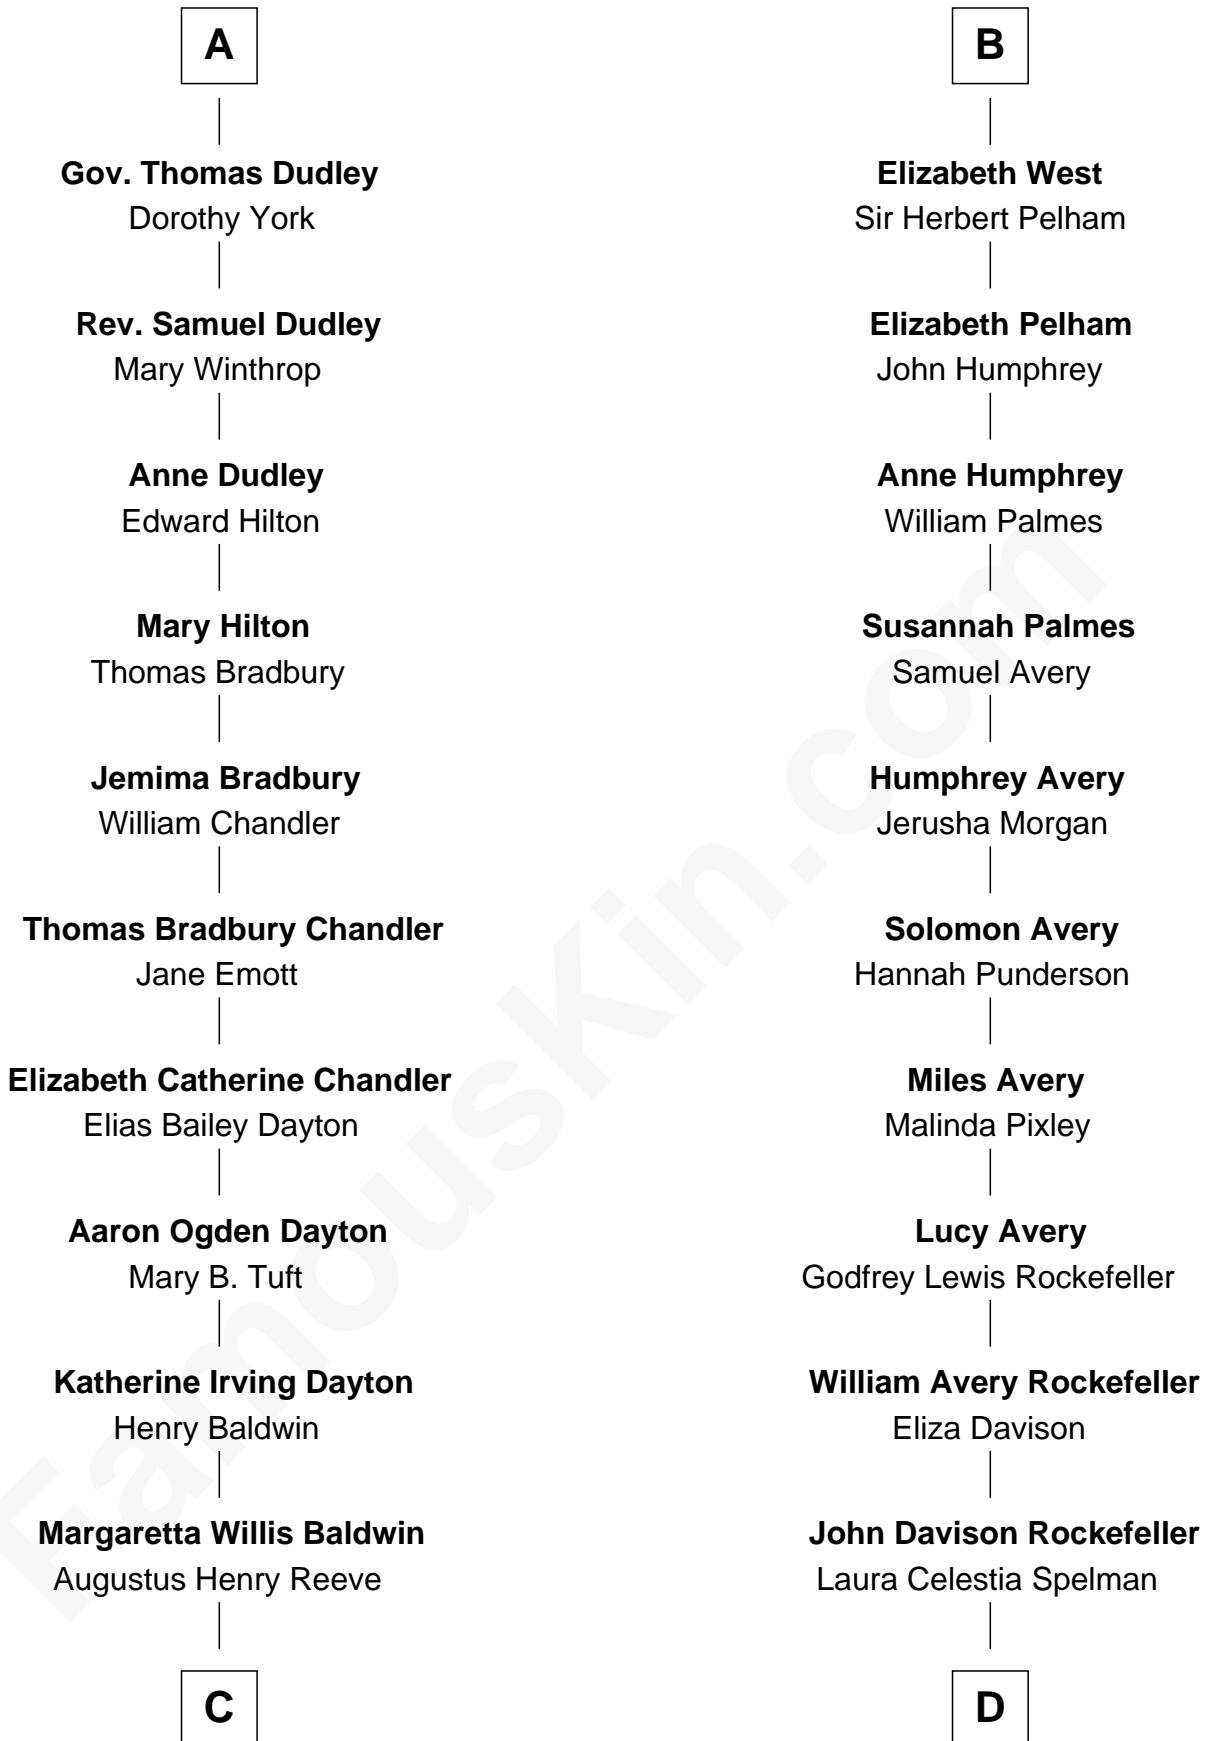 A
Gov. Thomas Dudley
Dorothy York
Rev. Samuel Dudley
Mary Winthrop
Anne Dudley
Edward Hilton
Mary Hilton
Thomas Bradbury
Jemima Bradbury
William Chandler
Thomas Bradbury Chandler
Jane Emott
Elizabeth Catherine Chandler
Elias Bailey Dayton
Aaron Ogden Dayton
Mary B. Tuft
Katherine Irving Dayton
Henry Baldwin
Margaretta Willis Baldwin
Augustus Henry Reeve
C
B
Elizabeth West
Sir Herbert Pelham
Elizabeth Pelham
John Humphrey
Anne Humphrey
William Palmes
Susannah Palmes
Samuel Avery
Humphrey Avery
Jerusha Morgan
Solomon Avery
Hannah Punderson
Miles Avery
Malinda Pixley
Lucy Avery
Godfrey Lewis Rockefeller
William Avery Rockefeller
Eliza Davison
John Davison Rockefeller
Laura Celestia Spelman
D
FamousKin.com